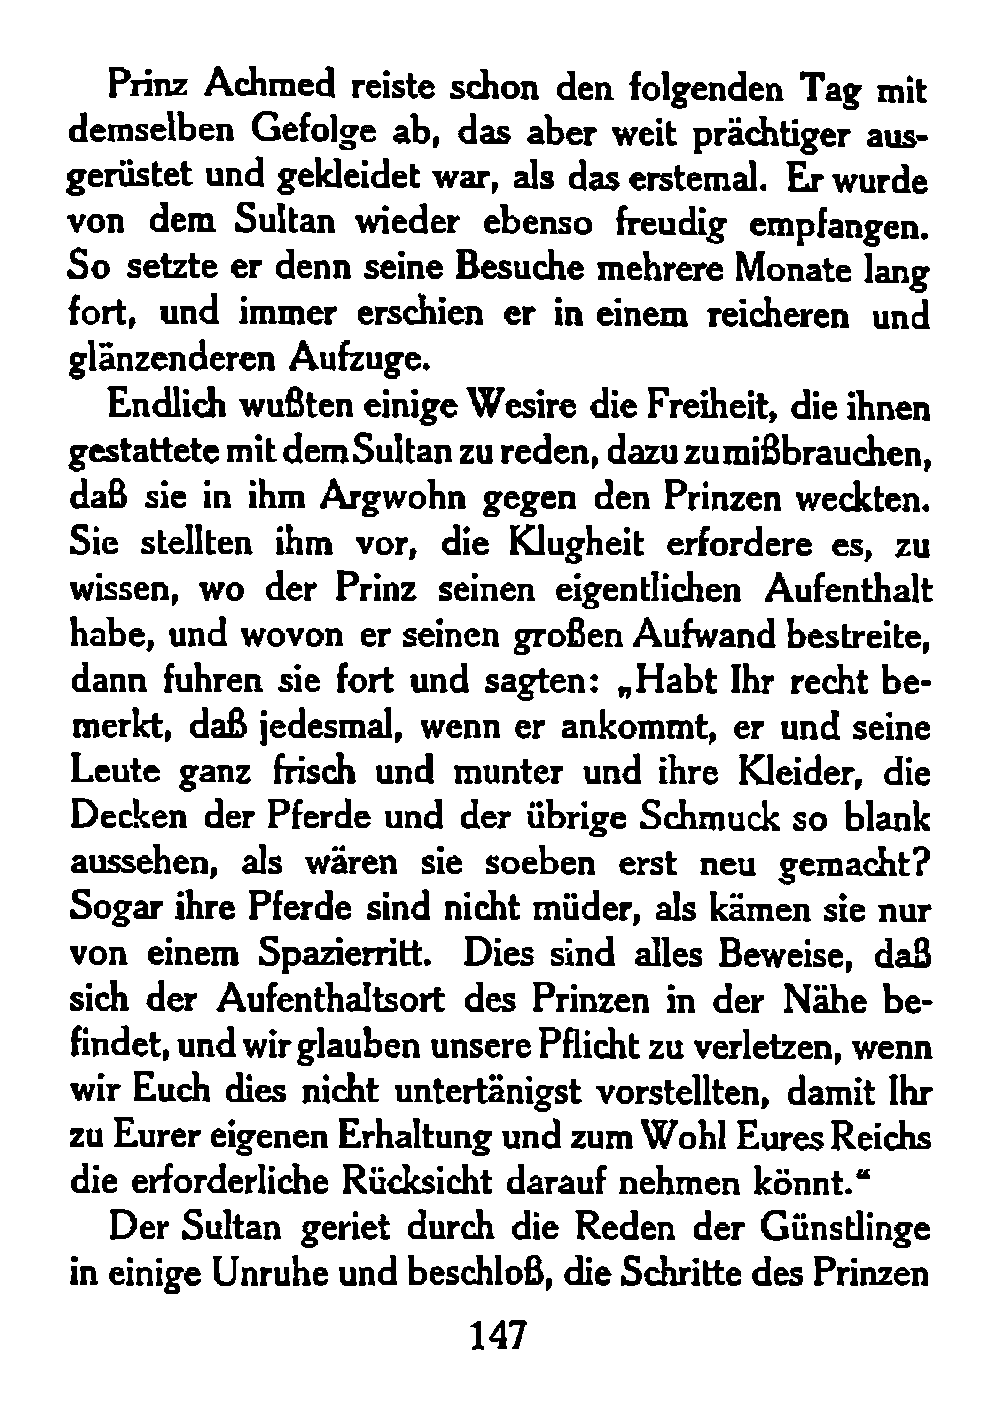 Prinz Achmed reiste schon den folgenden Tag mit
demselben Gefolge ab, das aber weit prächtiger aus-
gerüstet und gekleidet war, als das erstemal. Er wurde
von dem Sultan wieder ebenso freudig empfangen.
So setzte er denn seine Besuche mehrere Monate lang
fort, und immer erschien er in einem reicheren und
glänzenderen Aufzuge.
Endlich wußten einige Wesire die Freiheit, die ihnen
gestattete mit dem Sultan zu reden, dazu zu mißbrauchen,
daß sie in ihm Argwohn gegen den Prinzen weckten.
Sie stellten ihm vor, die Klugheit erfordere es, zu
wissen, wo der Prinz seinen eigentlichen Aufenthalt
habe, und wovon er seinen großen Aufwand bestreite,
dann fuhren sie fort und sagten: „Habt Ihr recht be-
merkt, daß jedesmal, wenn er ankommt, er und seine
Leute ganz frisch und munter und ihre Kleider, die
Decken der Pferde und der übrige Schmuck so blank
aussehen, als wären sie soeben erst neu gemacht?
Sogar ihre Pferde sind nicht müder, als kämen sie nur
von einem Spazierritt. Dies sind alles Beweise, daß
sich der Aufenthaltsort des Prinzen in der Nähe be-
findet, und wir glauben unsere Pflicht zu verletzen, wenn
wir Euch dies nicht untertänigst vorstellten, damit Ihr
zu Eurer eigenen Erhaltung und zum Wohl Eures Reichs
die erforderliche Rücksicht darauf nehmen könnt.“
Der Sultan geriet durch die Reden der Günstlinge
in einige Unruhe und beschloß, die Schritte des Prinzen
147